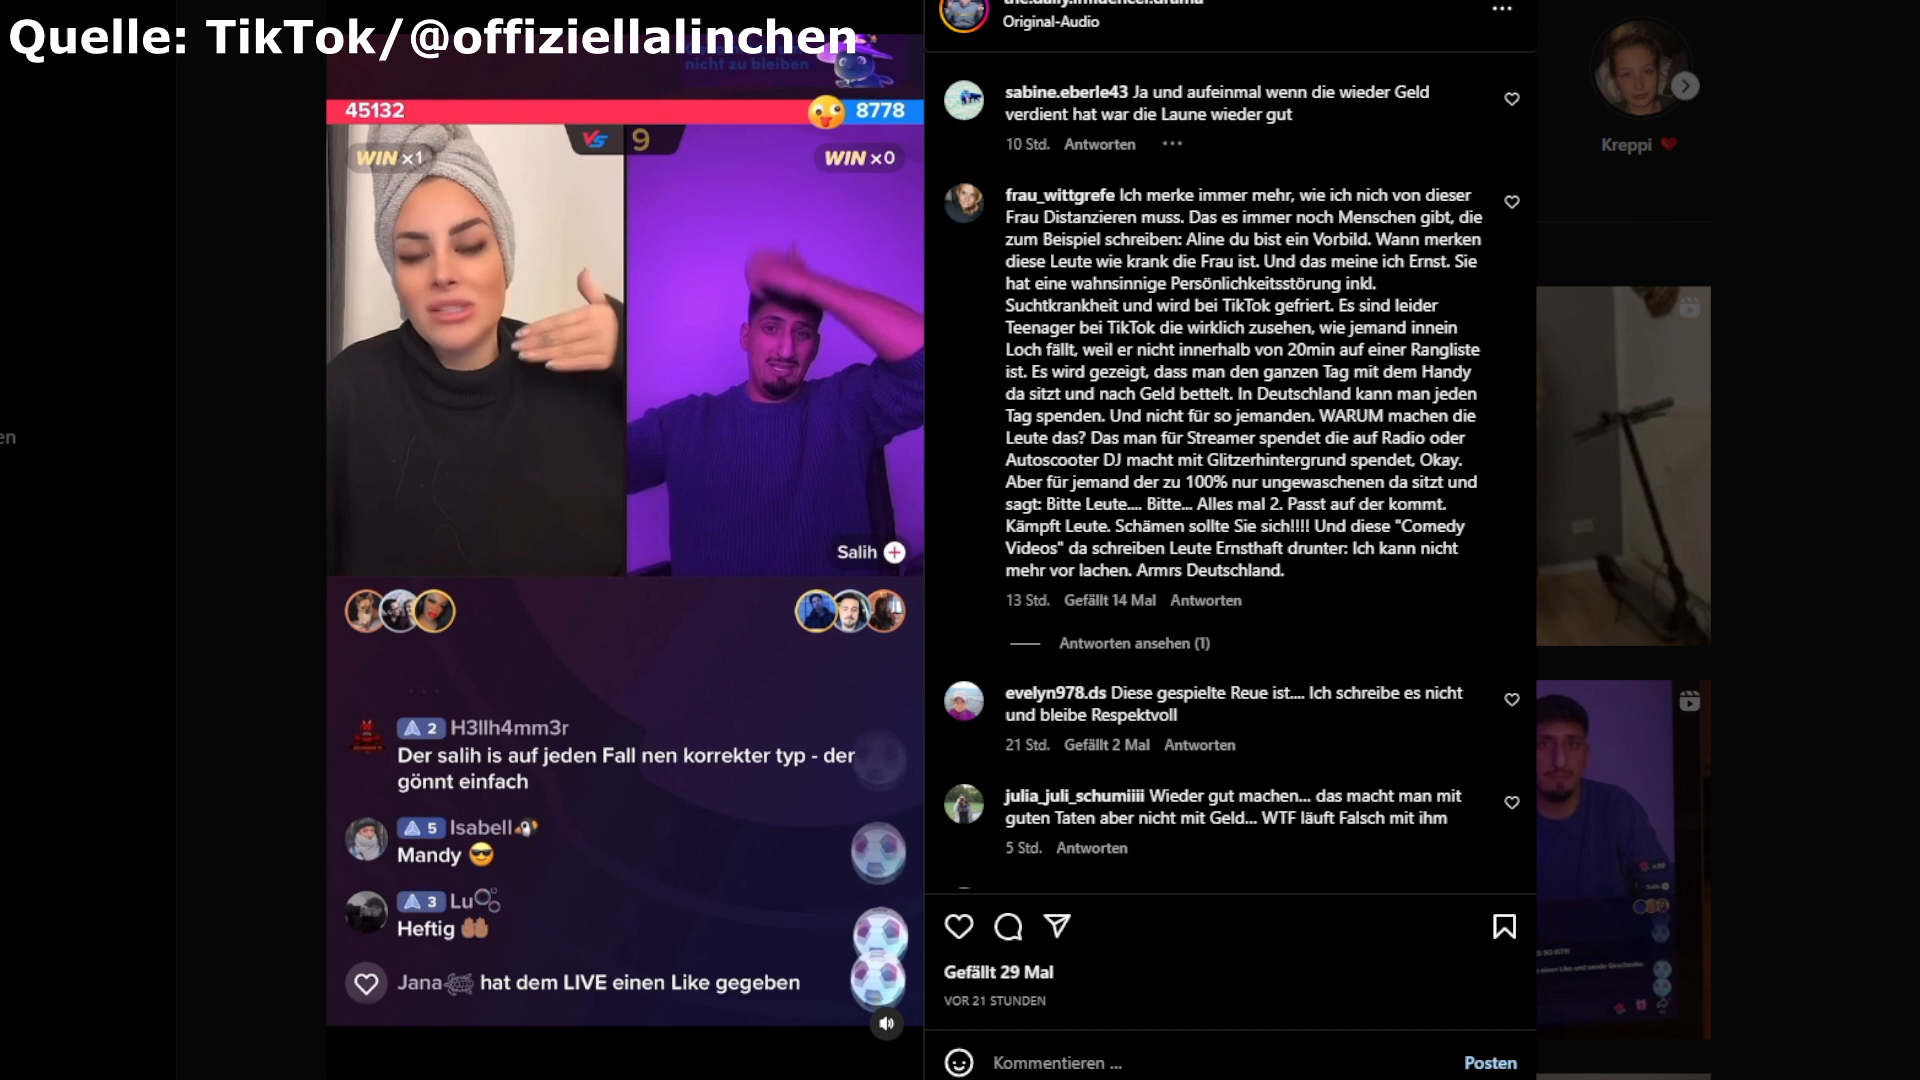 Quelle: TikTok/@offiziellalinchen
nicht zu bleiben
45132
8778
VS 9
WIN x1
WIN x0
Salih
2 H3llh4mm3r
Der salih is auf jeden Fall nen korrekter typ - der
gönnt einfach
5 Isabell
Mandy 😎
3 Lu
Heftig 🤲🏽
Jana hat dem LIVE einen Like gegeben
the.daily.influencer.drama
Original-Audio
sabine.eberle43 Ja und aufeinmal wenn die wieder Geld
verdient hat war die Laune wieder gut
10 Std. Antworten
frau_wittgrefe Ich merke immer mehr, wie ich nich von dieser
Frau Distanzieren muss. Das es immer noch Menschen gibt, die
zum Beispiel schreiben: Aline du bist ein Vorbild. Wann merken
diese Leute wie krank die Frau ist. Und das meine ich Ernst. Sie
hat eine wahnsinnige Persönlichkeitsstörung inkl.
Suchtkrankheit und wird bei TikTok gefriert. Es sind leider
Teenager bei TikTok die wirklich zusehen, wie jemand innein
Loch fällt, weil er nicht innerhalb von 20min auf einer Rangliste
ist. Es wird gezeigt, dass man den ganzen Tag mit dem Handy
da sitzt und nach Geld bettelt. In Deutschland kann man jeden
Tag spenden. Und nicht für so jemanden. WARUM machen die
Leute das? Das man für Streamer spendet die auf Radio oder
Autoscooter DJ macht mit Glitzerhintergrund spendet, Okay.
Aber für jemand der zu 100% nur ungewaschenen da sitzt und
sagt: Bitte Leute.... Bitte... Alles mal 2. Passt auf der kommt.
Kämpft Leute. Schämen sollte Sie sich!!!! Und diese "Comedy
Videos" da schreiben Leute Ernsthaft drunter: Ich kann nicht
mehr vor lachen. Armrs Deutschland.
13 Std. Gefällt 14 Mal Antworten
Antworten ansehen (1)
evelyn978.ds Diese gespielte Reue ist.... Ich schreibe es nicht
und bleibe Respektvoll
21 Std. Gefällt 2 Mal Antworten
julia_juli_schumiiii Wieder gut machen... das macht man mit
guten Taten aber nicht mit Geld... WTF läuft Falsch mit ihm
5 Std. Antworten
Gefällt 29 Mal
VOR 21 STUNDEN
Kommentieren ...
Posten
Kreppi ❤
en